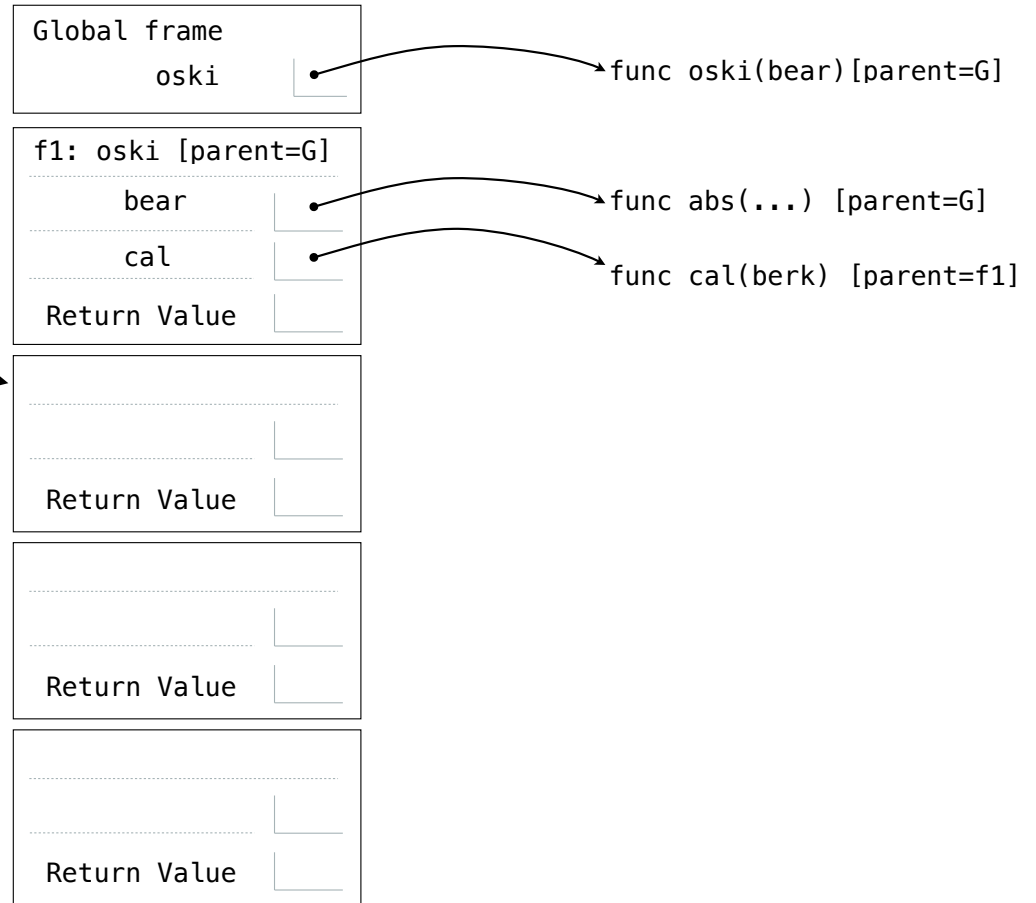 Global frame
oski
func oski(bear)[parent=G]
f1: oski [parent=G]
bear
func abs(...) [parent=G]
cal
func cal(berk) [parent=f1]
Return Value
Return Value
Return Value
Return Value